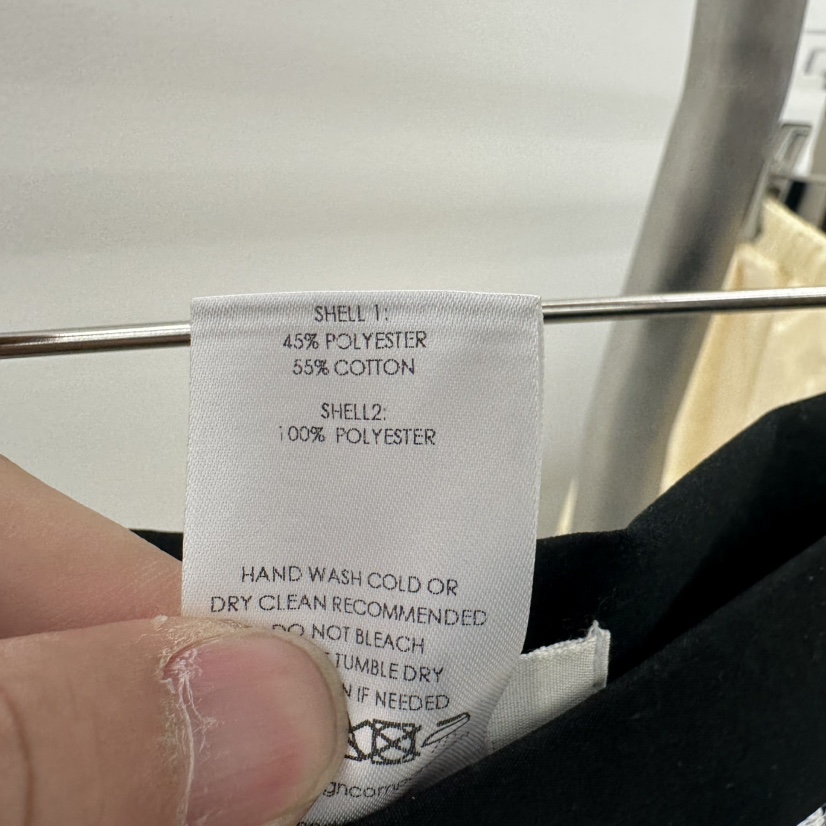 SHELL 1:
45% POLYESTER
55% COTTON
SHELL2:
100% POLYESTER
HAND WASH COLD OR
DRY CLEAN RECOMMENDED
DO NOT BLEACH
TUMBLE DRY
IF NEEDED